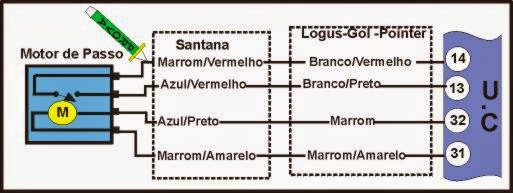 PROVA
Motor de Passo
Santana
Logus-Gol -Pointer
Marrom/Vermelho
Branco/Vermelho
14
Azul/Vermelho
Branco/Preto
13
M
Azul/Preto
Marrom
32
Marrom/Amarelo
Marrom/Amarelo
31
U.C